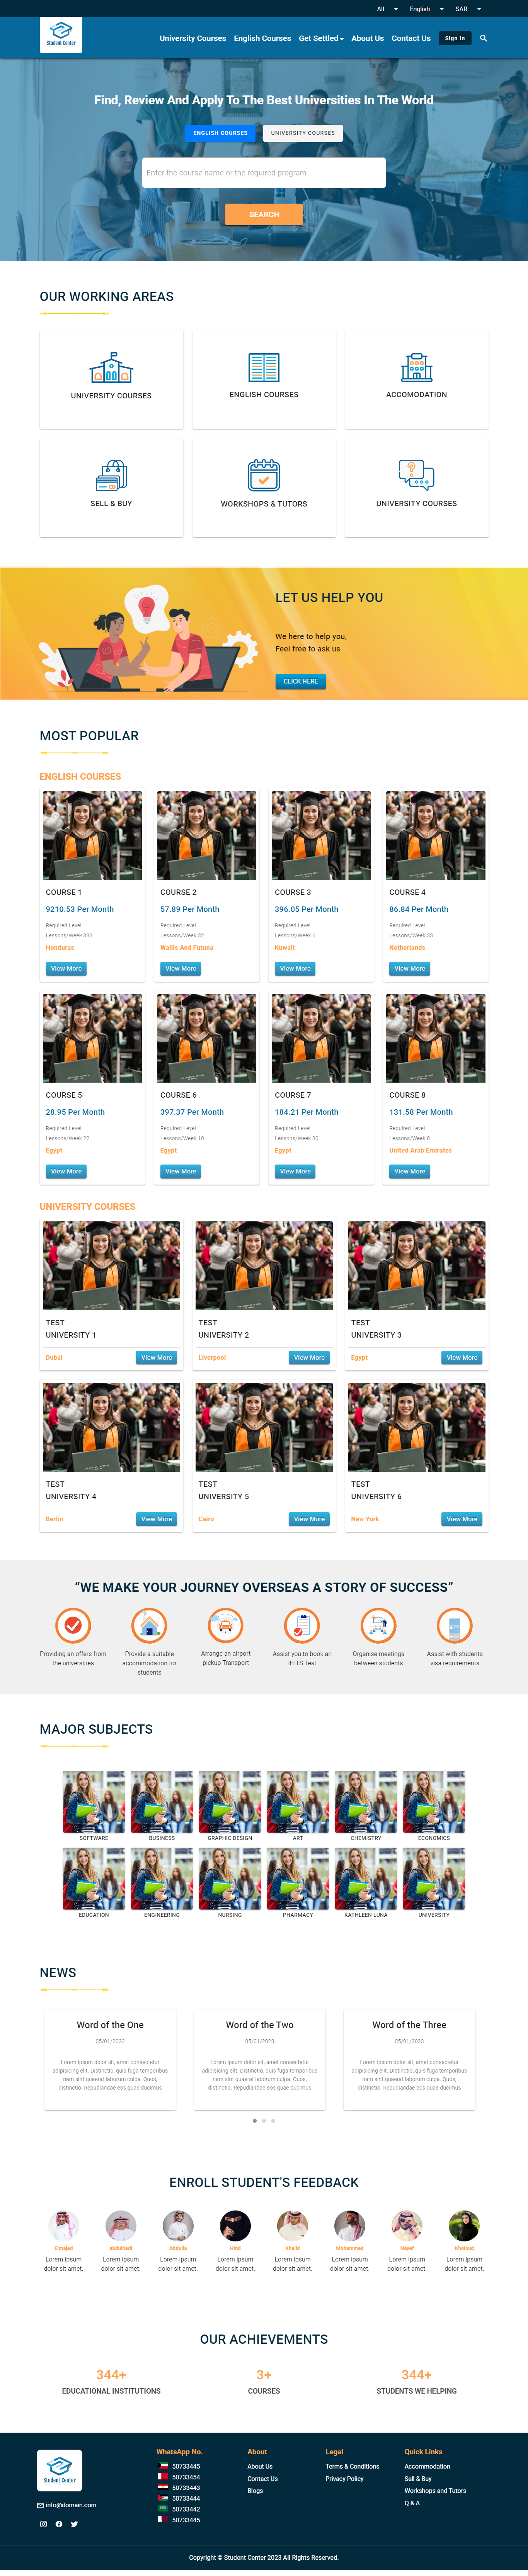 All English SAR
Student Center
University Courses English Courses Get Settled About Us Contact Us Sign In
Find, Review And Apply To The Best Universities In The World
ENGLISH COURSES UNIVERSITY COURSES
Enter the course name or the required program
SEARCH
OUR WORKING AREAS
UNIVERSITY COURSES ENGLISH COURSES ACCOMODATION
SELL & BUY WORKSHOPS & TUTORS UNIVERSITY COURSES
LET US HELP YOU
We here to help you,
Feel free to ask us
CLICK HERE
MOST POPULAR
ENGLISH COURSES
COURSE 1 COURSE 2 COURSE 3 COURSE 4
9210.53 Per Month 57.89 Per Month 396.05 Per Month 86.84 Per Month
Required Level Required Level Required Level Required Level
Lessons/Week 333 Lessons/Week 32 Lessons/Week 6 Lessons/Week 35
Honduras Wallis And Futuna Kuwait Netherlands
View More View More View More View More
COURSE 5 COURSE 6 COURSE 7 COURSE 8
28.95 Per Month 397.37 Per Month 184.21 Per Month 131.58 Per Month
Required Level Required Level Required Level Required Level
Lessons/Week 22 Lessons/Week 10 Lessons/Week 30 Lessons/Week 8
Egypt Egypt Egypt United Arab Emirates
View More View More View More View More
UNIVERSITY COURSES
TEST TEST TEST
UNIVERSITY 1 UNIVERSITY 2 UNIVERSITY 3
Dubai View More Liverpool View More Egypt View More
TEST TEST TEST
UNIVERSITY 4 UNIVERSITY 5 UNIVERSITY 6
Berlin View More Cairo View More New York View More
“WE MAKE YOUR JOURNEY OVERSEAS A STORY OF SUCCESS”
Providing an offers from Provide a suitable Arrange an airport Assist you to book an Organise meetings Assist with students
the universities accommodation for pickup Transport IELTS Test between students visa requirements
students
MAJOR SUBJECTS
SOFTWARE BUSINESS GRAPHIC DESIGN ART CHEMISTRY ECONOMICS
EDUCATION ENGINEERING NURSING PHARMACY KATHLEEN LUNA UNIVERSITY
NEWS
Word of the One Word of the Two Word of the Three
05/01/2023 05/01/2023 05/01/2023
Lorem ipsum dolor sit, amet consectetur Lorem ipsum dolor sit, amet consectetur Lorem ipsum dolor sit, amet consectetur
adipisicing elit. Distinctio, quis fuga temporibus adipisicing elit. Distinctio, quis fuga temporibus adipisicing elit. Distinctio, quis fuga temporibus
nam sint quaerat laborum culpa. Quos, nam sint quaerat laborum culpa. Quos, nam sint quaerat laborum culpa. Quos,
distinctio. Repudiandae eos quae ducimus distinctio. Repudiandae eos quae ducimus distinctio. Repudiandae eos quae ducimus
ENROLL STUDENT'S FEEDBACK
Elmajed abdulhadi Abdulla Hind Khalid Mohammad Nayef Kholoud
Lorem ipsum Lorem ipsum Lorem ipsum Lorem ipsum Lorem ipsum Lorem ipsum Lorem ipsum Lorem ipsum
dolor sit amet. dolor sit amet. dolor sit amet. dolor sit amet. dolor sit amet. dolor sit amet. dolor sit amet. dolor sit amet.
OUR ACHIEVEMENTS
344+ 3+ 344+
EDUCATIONAL INSTITUTIONS COURSES STUDENTS WE HELPING
Student Center
info@domain.com
WhatsApp No.
50733445
50733454
50733443
50733444
50733442
50733445
About
About Us
Contact Us
Blogs
Legal
Terms & Conditions
Privacy Policy
Quick Links
Accommodation
Sell & Buy
Workshops and Tutors
Q & A
Copyright © Student Center 2023 All Rights Reserved.